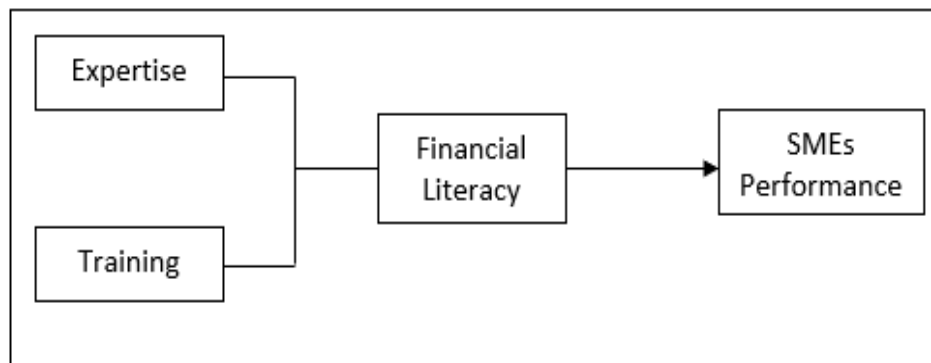 Expertise
Training
Financial
Literacy
SMEs
Performance